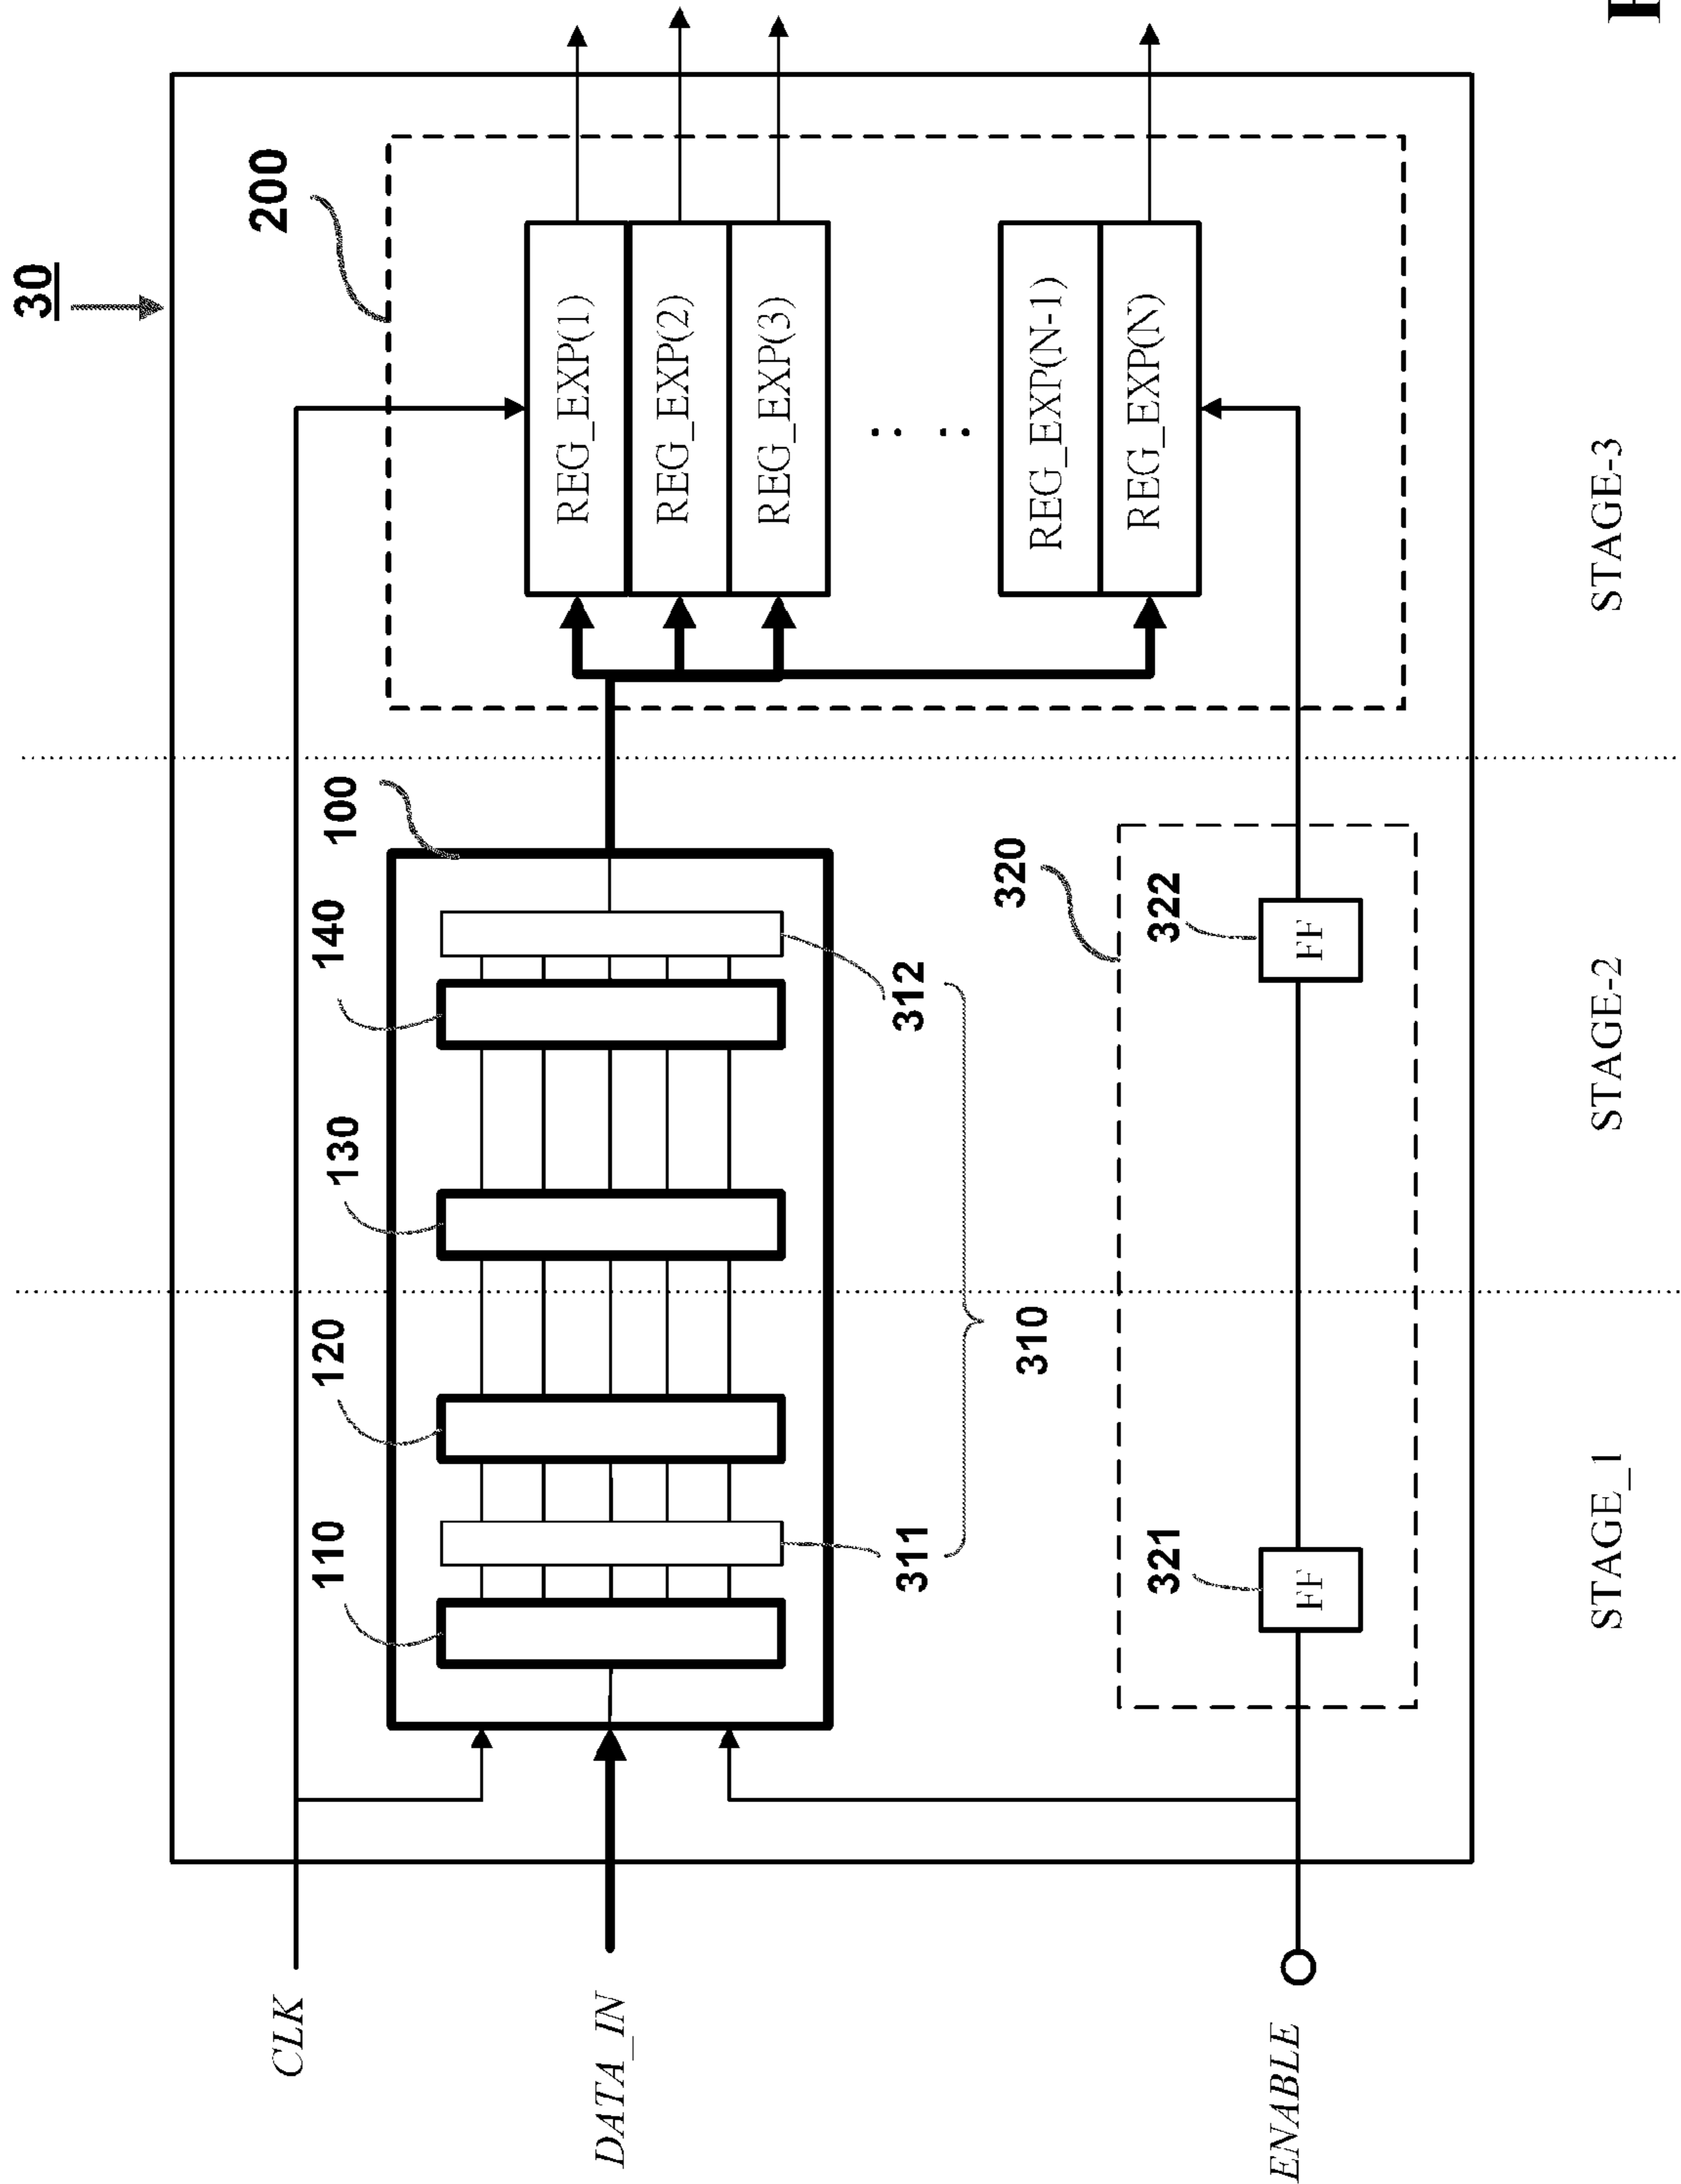 30
200
REG_EXP(1)
REG_EXP(2)
REG_EXP(3)
REG_EXP(N-1)
REG_EXP(N)
100
110
120
130
140
311
312
310
320
321
322
FF
FF
CLK
DATA_IN
ENABLE
STAGE_1
STAGE-2
STAGE-3